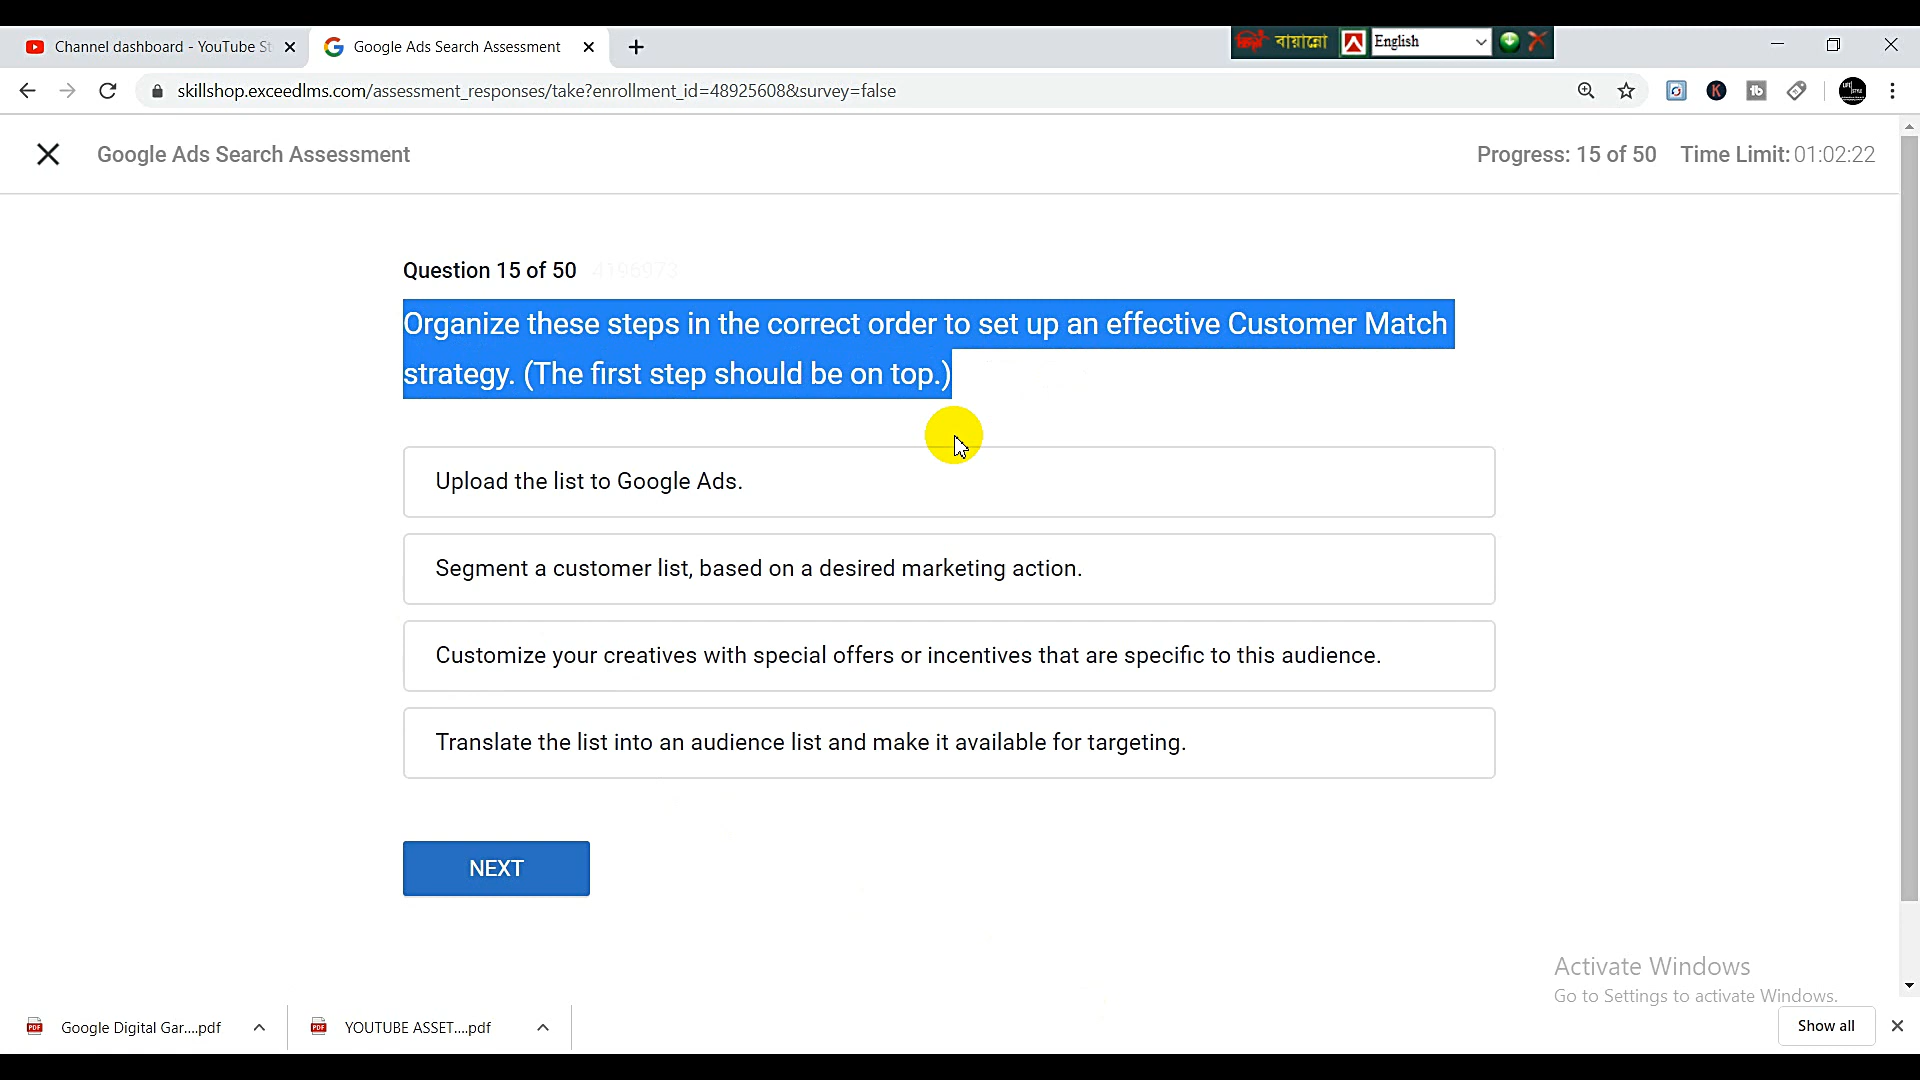 Channel dashboard - YouTube St
Google Ads Search Assessment
বায়ান্নো
English
skillshop.exceedlms.com/assessment_responses/take?enrollment_id=48925608&survey=false
Google Ads Search Assessment
Progress: 15 of 50 Time Limit: 01:02:22
Question 15 of 50 4196973
Organize these steps in the correct order to set up an effective Customer Match
strategy. (The first step should be on top.)
Upload the list to Google Ads.
Segment a customer list, based on a desired marketing action.
Customize your creatives with special offers or incentives that are specific to this audience.
Translate the list into an audience list and make it available for targeting.
NEXT
Activate Windows
Go to Settings to activate Windows.
Google Digital Gar....pdf
YOUTUBE ASSET....pdf
Show all